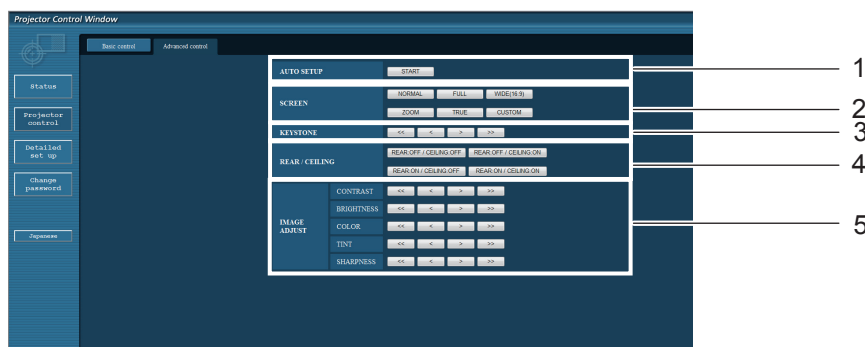 Projector Control Window
Basic control
Advanced control
Status
Projector
control
Detailed
set up
Change
password
Japanese
AUTO SETUP
START
1
SCREEN
NORMAL
FULL
WIDE(16:9)
ZOOM
TRUE
CUSTOM
2
KEYSTONE
<<
<
>
>>
3
REAR / CEILING
REAR:OFF / CEILING:OFF
REAR:OFF / CEILING:ON
REAR:ON / CEILING:OFF
REAR:ON / CEILING:ON
4
IMAGE
ADJUST
CONTRAST
<<
<
>
>>
BRIGHTNESS
<<
<
>
>>
COLOR
<<
<
>
>>
TINT
<<
<
>
>>
SHARPNESS
<<
<
>
>>
5